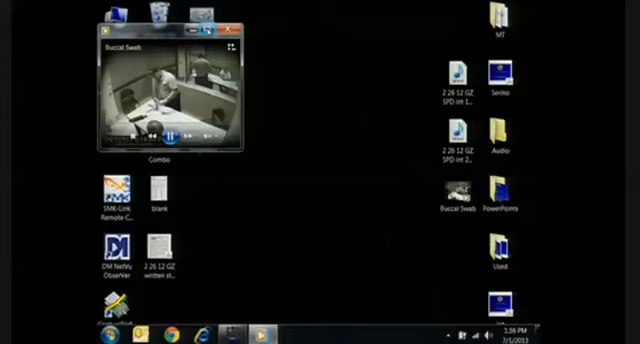 Buccal Swab
MT
2 26 12 GZ
SPD int 1...
Serino
2 26 12 GZ
SPD int 2...
Audio
Combo
SMK-Link
Remote C...
blank
Buccal Swab
PowerPoints
DM NetVu
ObserVer
2 26 12 GZ
written st...
Used
1:36 PM
7/1/2013